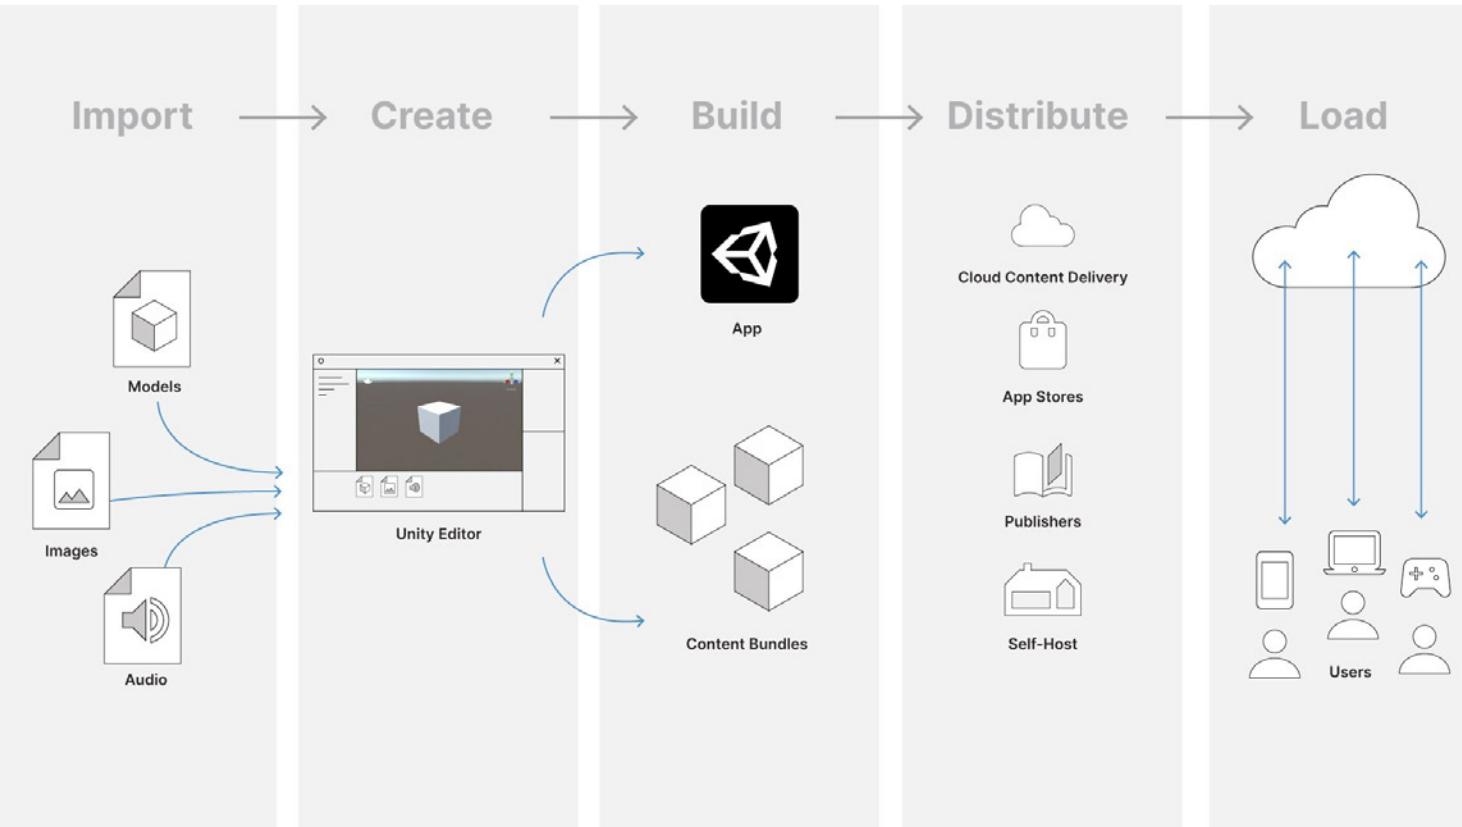 Import
Create
Build
Distribute
Load
Models
Images
Audio
Unity Editor
App
Content Bundles
Cloud Content Delivery
App Stores
Publishers
Self-Host
Users